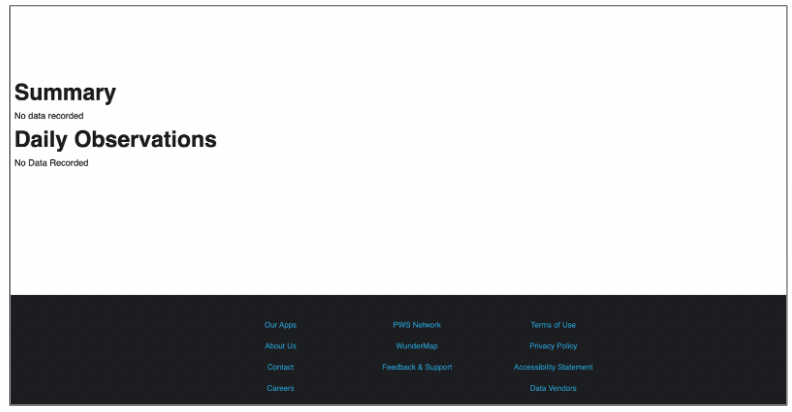 Summary
No data recorded
Daily Observations
No Data Recorded
Our Apps
PWS Network
Terms of Use
About Us
WunderMap
Privacy Policy
Contact
Feedback & Support
Accessibility Statement
Careers
Data Vendors